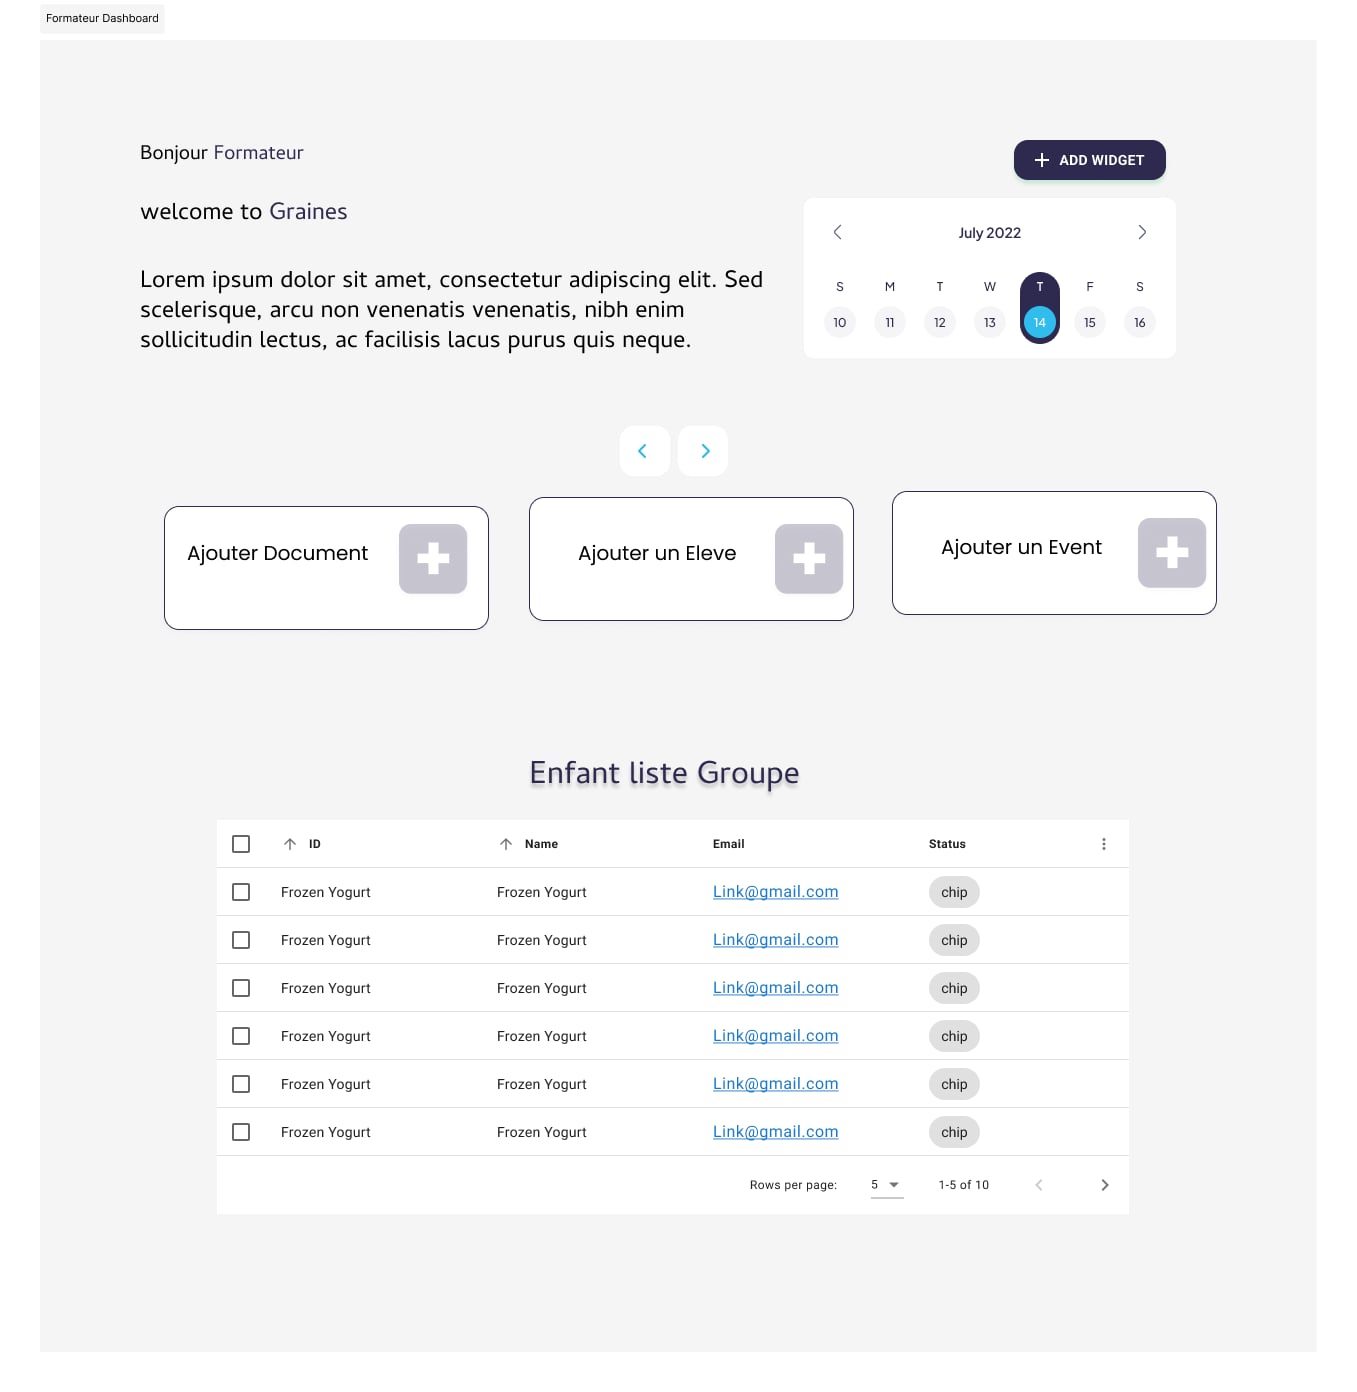 Formateur Dashboard
Bonjour Formateur
ADD WIDGET
welcome to Graines
July 2022
Lorem ipsum dolor sit amet, consectetur adipiscing elit. Sed
scelerisque, arcu non venenatis venenatis, nibh enim
sollicitudin lectus, ac facilisis lacus purus quis neque.
S M T W T F S
10 11 12 13 14 15 16
Ajouter Document
Ajouter un Eleve
Ajouter un Event
Enfant liste Groupe
ID Name Email Status
Frozen Yogurt Frozen Yogurt Link@gmail.com chip
Frozen Yogurt Frozen Yogurt Link@gmail.com chip
Frozen Yogurt Frozen Yogurt Link@gmail.com chip
Frozen Yogurt Frozen Yogurt Link@gmail.com chip
Frozen Yogurt Frozen Yogurt Link@gmail.com chip
Frozen Yogurt Frozen Yogurt Link@gmail.com chip
Rows per page: 5 1-5 of 10